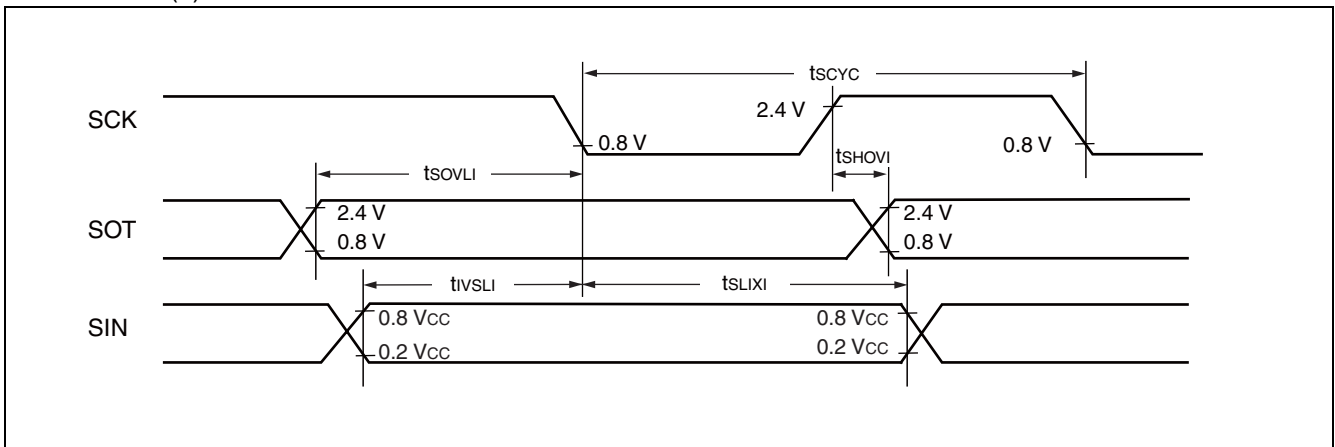 tSCYC
SCK
2.4 V
0.8 V
0.8 V
tSHOVI
tSOVLI
SOT
2.4 V
0.8 V
2.4 V
0.8 V
tIVSLI
tSLIXI
SIN
0.8 VCC
0.2 VCC
0.8 VCC
0.2 VCC